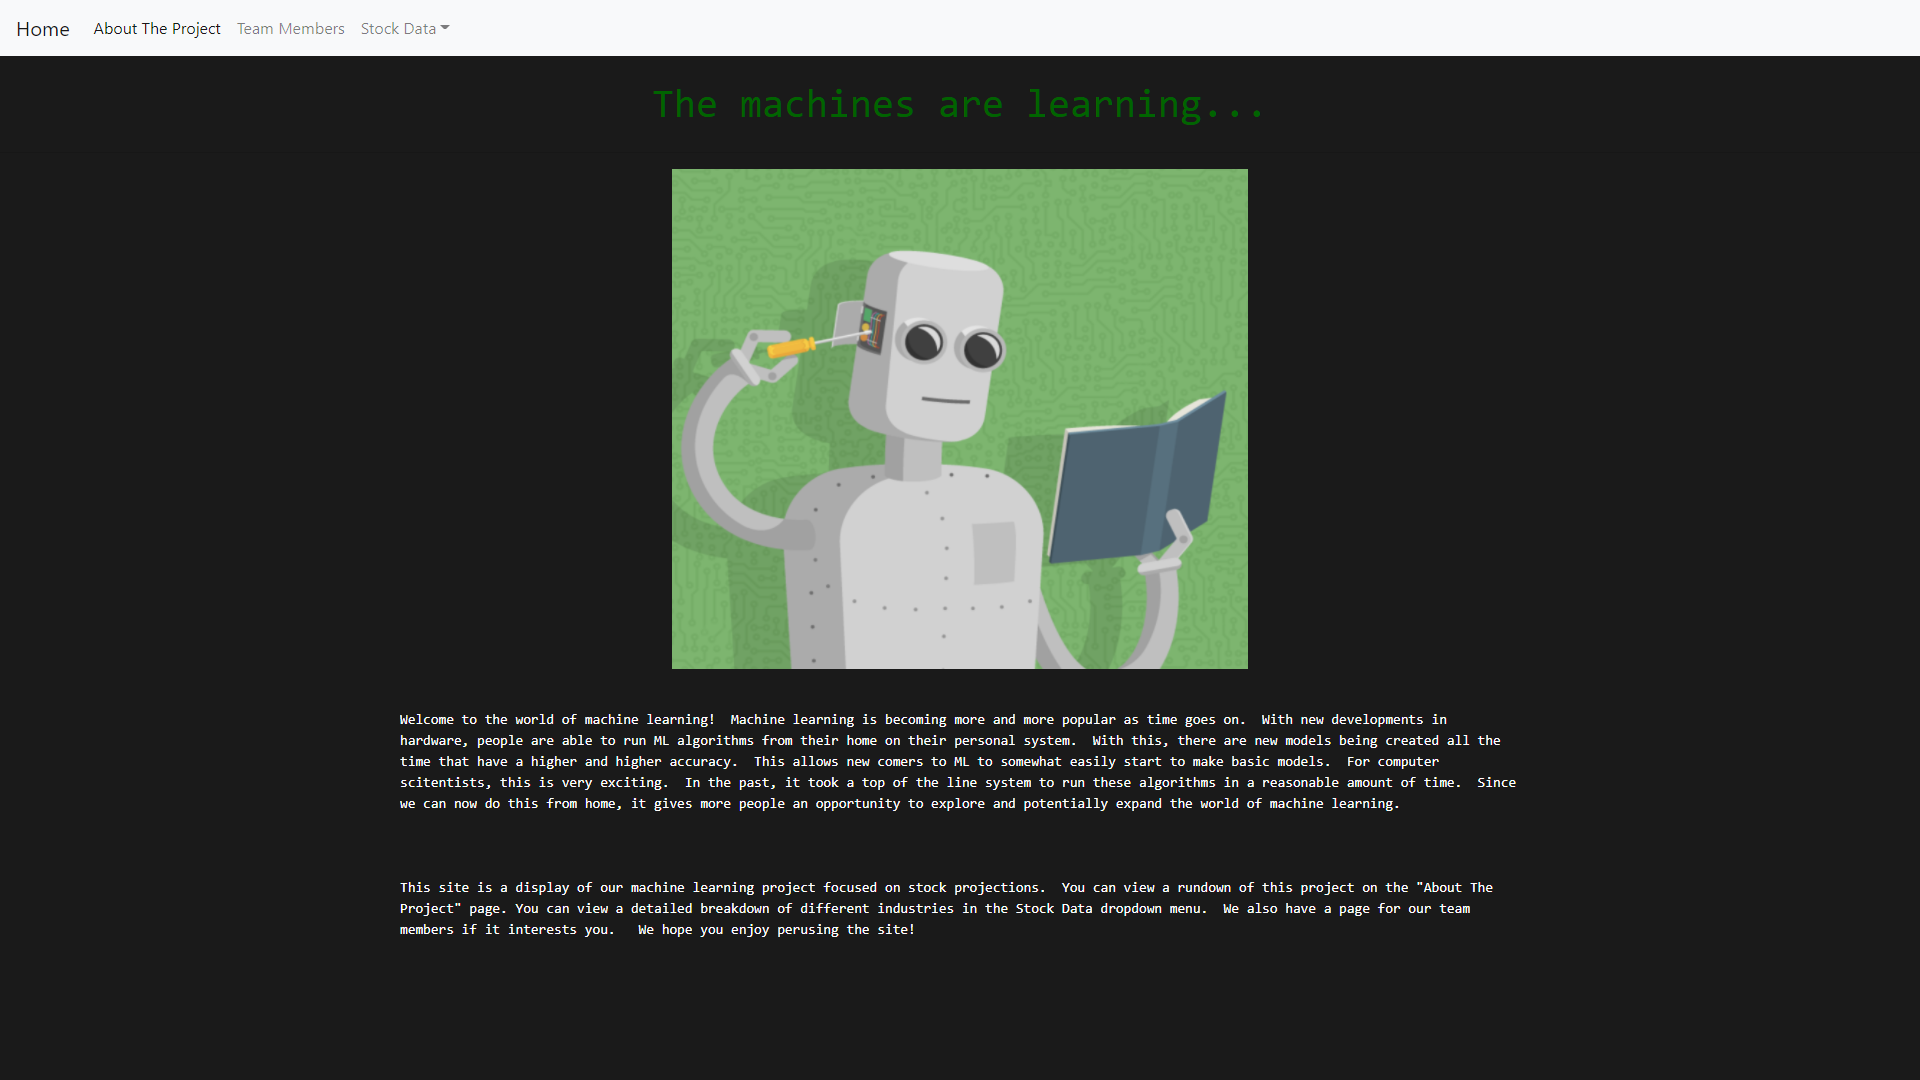 Home About The Project Team Members Stock Data
The machines are learning...
Welcome to the world of machine learning!  Machine learning is becoming more and more popular as time goes on.  With new developments in
hardware, people are able to run ML algorithms from their home on their personal system.  With this, there are new models being created all the
time that have a higher and higher accuracy.  This allows new comers to ML to somewhat easily start to make basic models.  For computer
scitentists, this is very exciting.  In the past, it took a top of the line system to run these algorithms in a reasonable amount of time.  Since
we can now do this from home, it gives more people an opportunity to explore and potentially expand the world of machine learning.
This site is a display of our machine learning project focused on stock projections.  You can view a rundown of this project on the "About The
Project" page. You can view a detailed breakdown of different industries in the Stock Data dropdown menu.  We also have a page for our team
members if it interests you.   We hope you enjoy perusing the site!